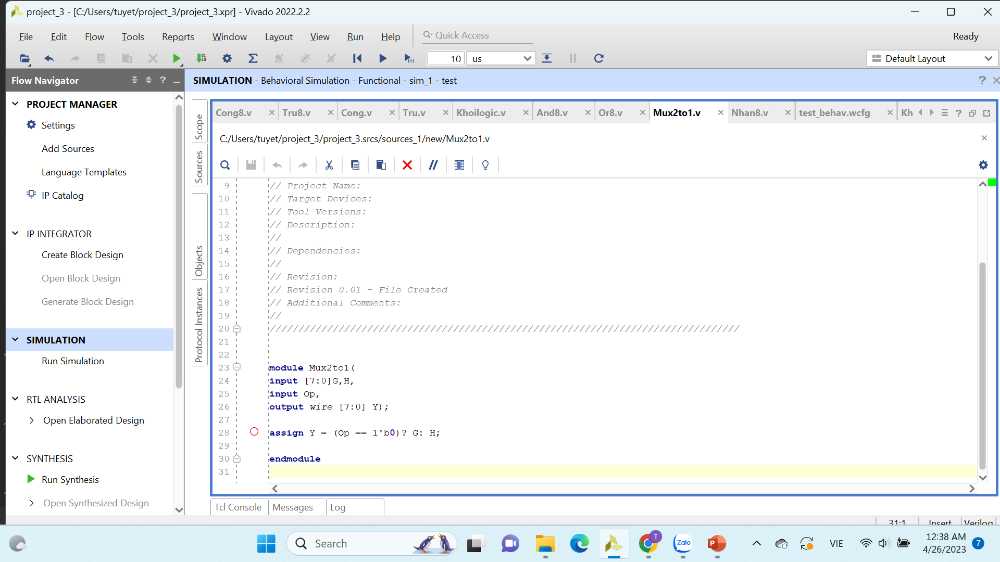 project_3 - [C:/Users/tuyet/project_3/project_3.xpr] - Vivado 2022.2.2
File Edit Flow Tools Reports Window Layout View Run Help Quick Access Ready
10 us Default Layout
Flow Navigator
SIMULATION - Behavioral Simulation - Functional - sim_1 - test
PROJECT MANAGER
Settings
Add Sources
Language Templates
IP Catalog
IP INTEGRATOR
Create Block Design
Open Block Design
Generate Block Design
SIMULATION
Run Simulation
RTL ANALYSIS
Open Elaborated Design
SYNTHESIS
Run Synthesis
Open Synthesized Design
Scope
Sources
Objects
Protocol Instances
Cong8.v Tru8.v Cong.v Tru.v Khoilogic.v And8.v Or8.v Mux2to1.v Nhan8.v test_behav.wcfg Kh
C:/Users/tuyet/project_3/project_3.srcs/sources_1/new/Mux2to1.v
9 // Project Name:
10 // Target Devices:
11 // Tool Versions:
12 // Description:
13 //
14 // Dependencies:
15 //
16 // Revision:
17 // Revision 0.01 - File Created
18 // Additional Comments:
19 //
20 //////////////////////////////////////////////////////////////////////////////////
21
22
23 module Mux2to1(
24 input [7:0]G,H,
25 input Op,
26 output wire [7:0] Y);
27
28 assign Y = (Op == 1'b0)? G: H;
29
30 endmodule
31
Tcl Console Messages Log
31:1 Insert Verilog
Search
T
Zalo
P
VIE
12:38 AM
4/26/2023
7